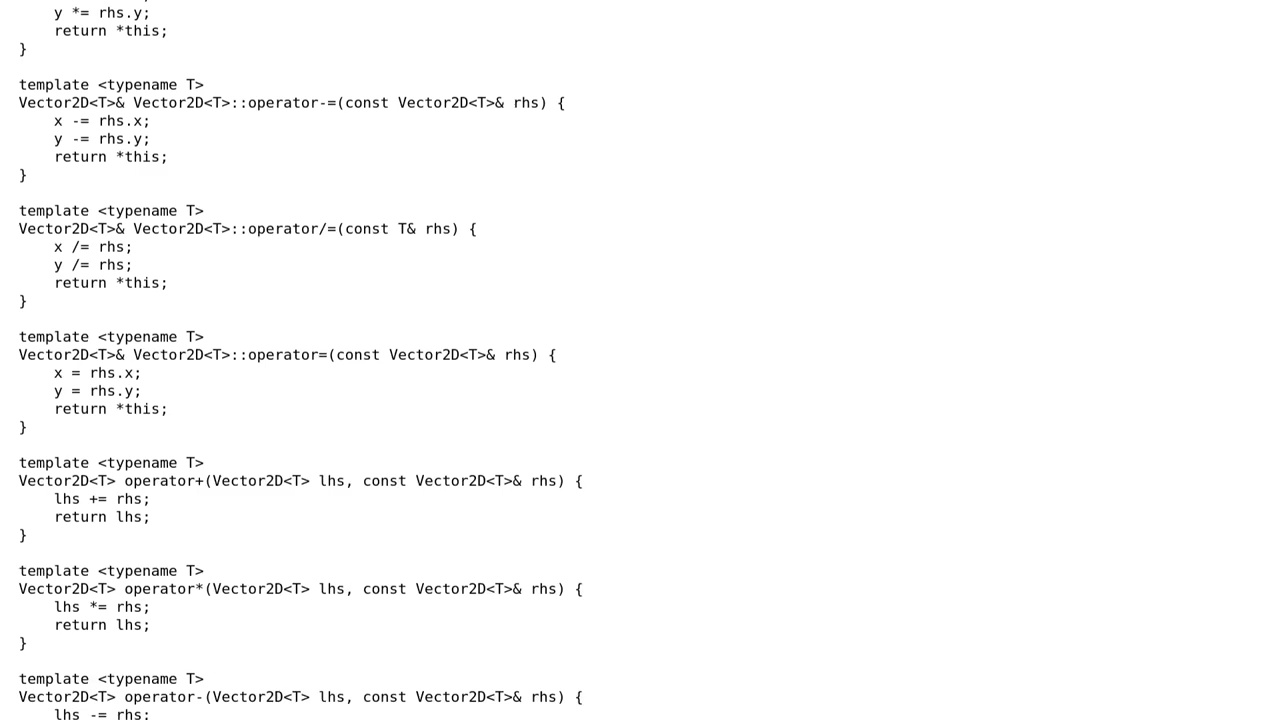 y *= rhs.y;
    return *this;
}

template <typename T>
Vector2D<T>& Vector2D<T>::operator-=(const Vector2D<T>& rhs) {
    x -= rhs.x;
    y -= rhs.y;
    return *this;
}

template <typename T>
Vector2D<T>& Vector2D<T>::operator/=(const T& rhs) {
    x /= rhs;
    y /= rhs;
    return *this;
}

template <typename T>
Vector2D<T>& Vector2D<T>::operator=(const Vector2D<T>& rhs) {
    x = rhs.x;
    y = rhs.y;
    return *this;
}

template <typename T>
Vector2D<T> operator+(Vector2D<T> lhs, const Vector2D<T>& rhs) {
    lhs += rhs;
    return lhs;
}

template <typename T>
Vector2D<T> operator*(Vector2D<T> lhs, const Vector2D<T>& rhs) {
    lhs *= rhs;
    return lhs;
}

template <typename T>
Vector2D<T> operator-(Vector2D<T> lhs, const Vector2D<T>& rhs) {
    lhs -= rhs;